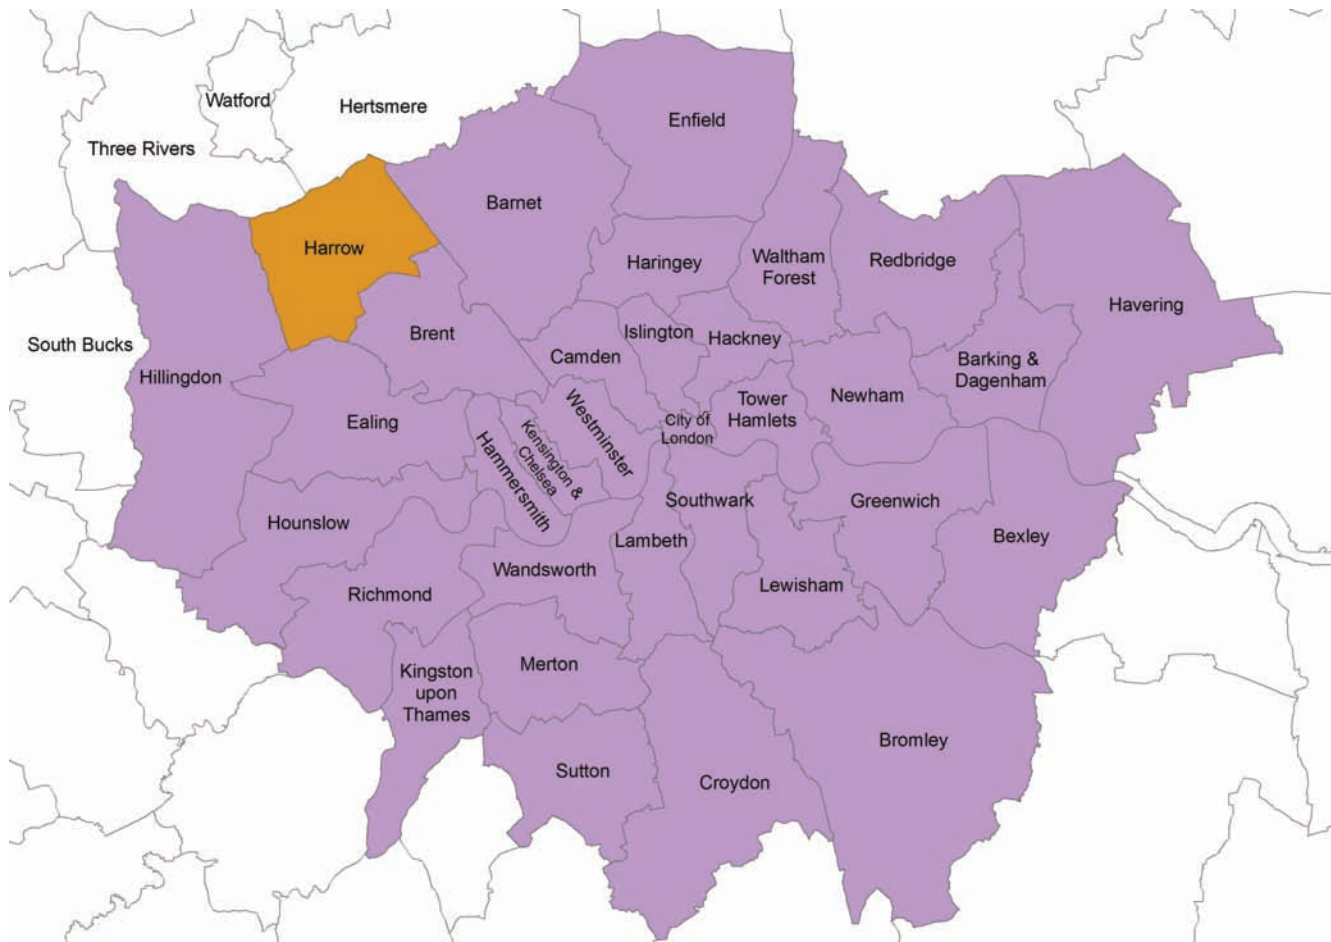 Watford
Hertsmere
Three Rivers
Enfield
Barnet
Harrow
Haringey
Waltham
Forest
Redbridge
Havering
South Bucks
Hillingdon
Brent
Camden
Islington
Hackney
Barking &
Dagenham
Ealing
Westminster
Kensington &
Chelsea
Hammersmith
City of
London
Tower
Hamlets
Newham
Hounslow
Southwark
Greenwich
Bexley
Lambeth
Wandsworth
Richmond
Lewisham
Kingston
upon
Thames
Merton
Sutton
Croydon
Bromley